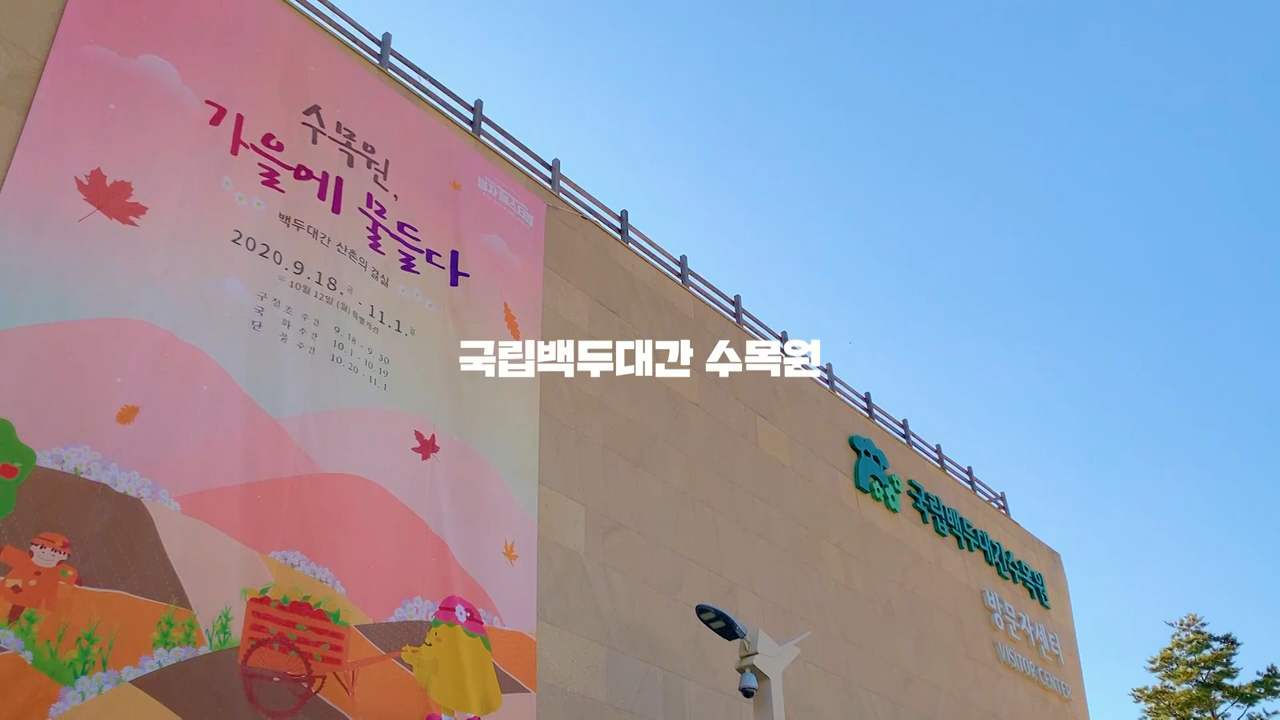 수목원,
가을에 물들다
백두대간 산촌의 결실
2020.9.18.금 - 11.1.일
10월 12일 (월) 특별개관
구절초 주간 9.18 - 9.30
국화주간 10.1 - 10.19
단풍주간 10.20 - 11.1
국립백두대간 수목원
국립백두대간수목원
방문자센터
VISITOR CENTER